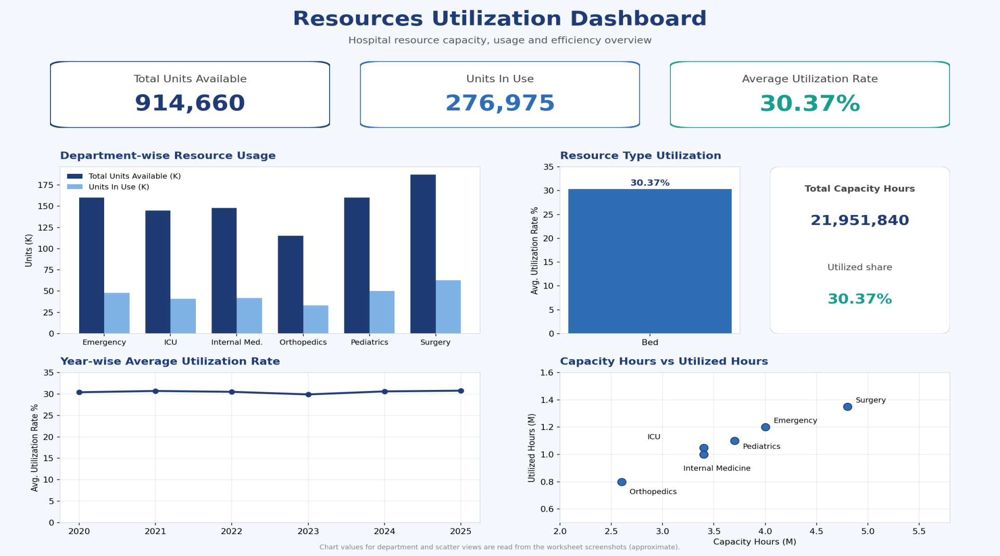 Resources Utilization Dashboard
Hospital resource capacity, usage and efficiency overview
Total Units Available
914,660
Units In Use
276,975
Average Utilization Rate
30.37%
Department-wise Resource Usage
Total Units Available (K)
Units In Use (K)
Units (K)
175
150
125
100
75
50
25
0
Emergency ICU Internal Med. Orthopedics Pediatrics Surgery
Resource Type Utilization
Avg. Utilization Rate %
35
30
25
20
15
10
5
0
30.37%
Bed
Total Capacity Hours
21,951,840
Utilized share
30.37%
Year-wise Average Utilization Rate
Avg. Utilization Rate %
35
30
25
20
15
10
5
0
2020 2021 2022 2023 2024 2025
Capacity Hours vs Utilized Hours
Utilized Hours (M)
1.6
1.4
1.2
1.0
0.8
0.6
Surgery
Emergency
ICU
Pediatrics
Internal Medicine
Orthopedics
2.0 2.5 3.0 3.5 4.0 4.5 5.0 5.5
Capacity Hours (M)
Chart values for department and scatter views are read from the worksheet screenshots (approximate).